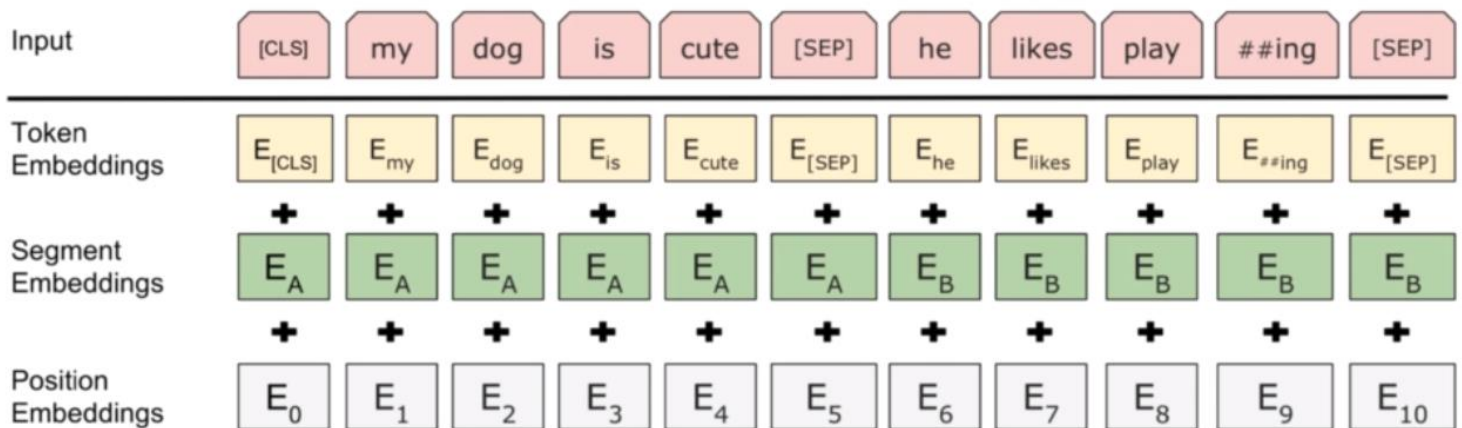 Input [CLS] my dog is cute [SEP] he likes play ##ing [SEP]
Token Embeddings E[CLS] Emy Edog Eis Ecute E[SEP] Ehe Elikes Eplay E##ing E[SEP]
+ + + + + + + + + + +
Segment Embeddings EA EA EA EA EA EA EB EB EB EB EB
+ + + + + + + + + + +
Position Embeddings E0 E1 E2 E3 E4 E5 E6 E7 E8 E9 E10